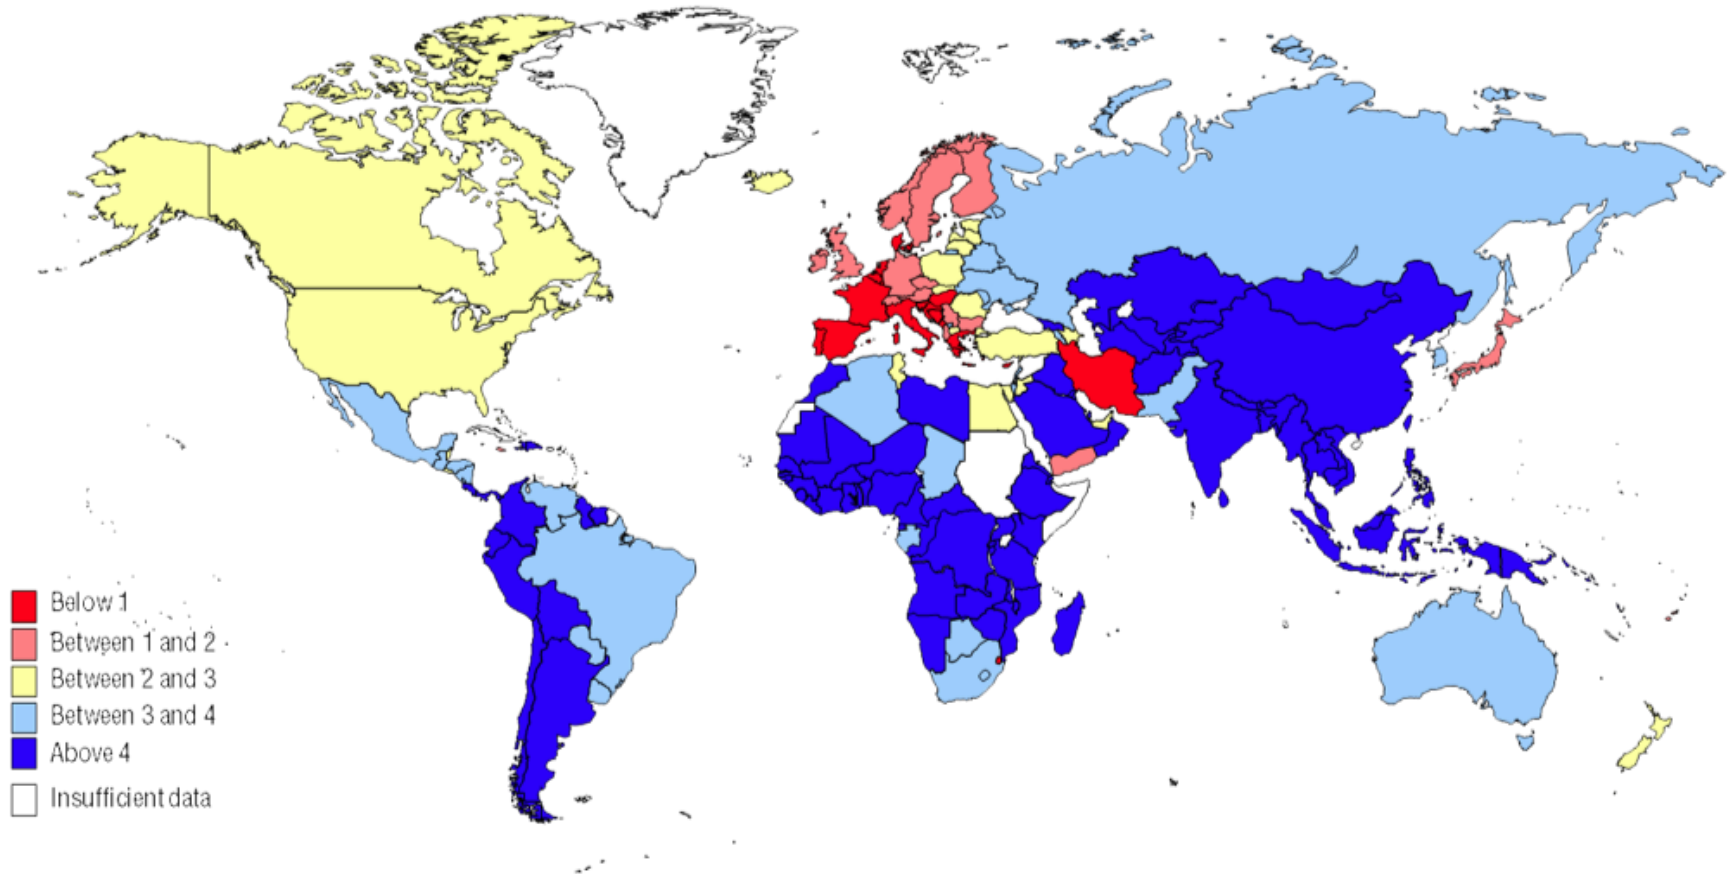 Below 1
Between 1 and 2
Between 2 and 3
Between 3 and 4
Above 4
Insufficient data